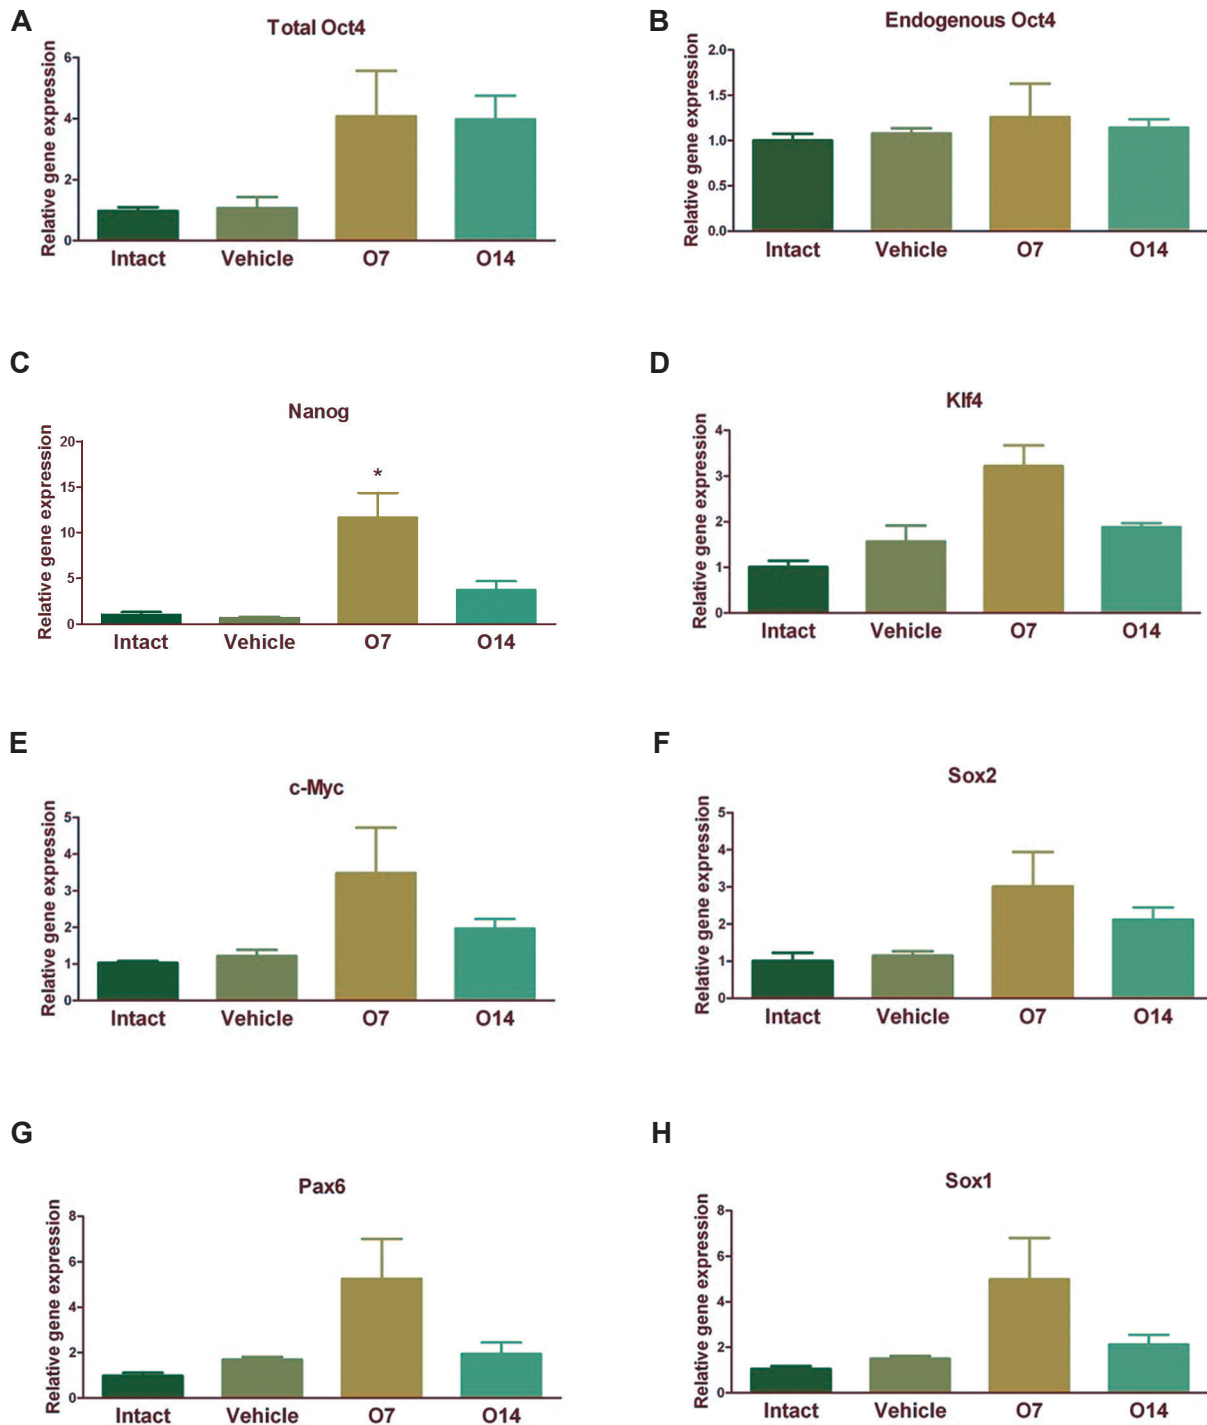 A
Total Oct4
Relative gene expression
6
4
2
0
Intact Vehicle O7 O14
B
Endogenous Oct4
Relative gene expression
2.0
1.5
1.0
0.5
0.0
Intact Vehicle O7 O14
C
Nanog
Relative gene expression
20
15
10
5
0
*
Intact Vehicle O7 O14
D
Klf4
Relative gene expression
4
3
2
1
0
Intact Vehicle O7 O14
E
c-Myc
Relative gene expression
5
4
3
2
1
0
Intact Vehicle O7 O14
F
Sox2
Relative gene expression
5
4
3
2
1
0
Intact Vehicle O7 O14
G
Pax6
Relative gene expression
8
6
4
2
0
Intact Vehicle O7 O14
H
Sox1
Relative gene expression
8
6
4
2
0
Intact Vehicle O7 O14